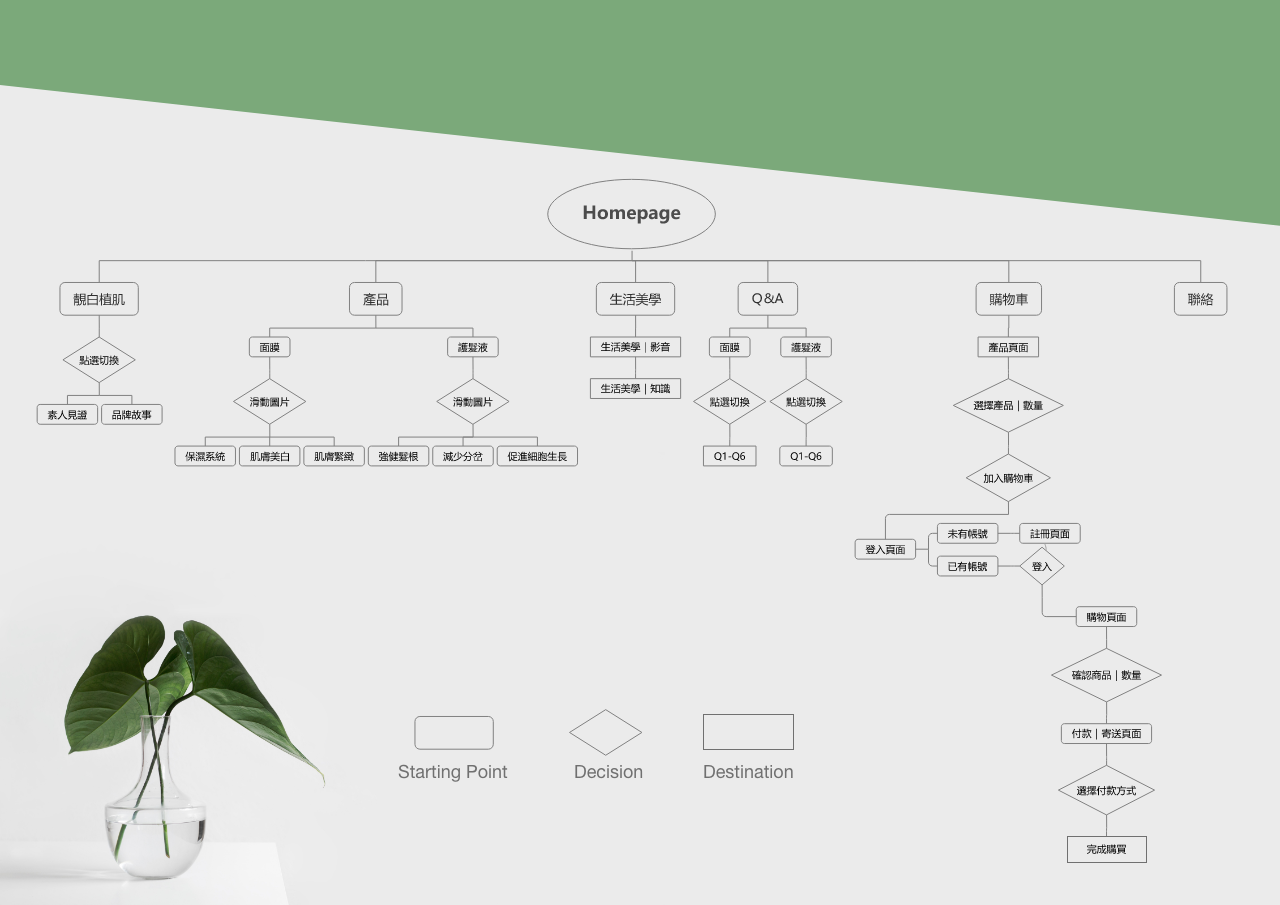 Homepage
靚白植肌
產品
生活美學
Q&A
購物車
聯絡
點選切換
素人見證
品牌故事
面膜
護髮液
滑動圖片
滑動圖片
保濕系統
肌膚美白
肌膚緊緻
強健髮根
減少分岔
促進細胞生長
生活美學｜影音
生活美學｜知識
面膜
護髮液
點選切換
點選切換
Q1-Q6
Q1-Q6
產品頁面
選擇產品｜數量
加入購物車
登入頁面
未有帳號
註冊頁面
已有帳號
登入
購物頁面
確認商品｜數量
付款｜寄送頁面
選擇付款方式
完成購買
Starting Point
Decision
Destination